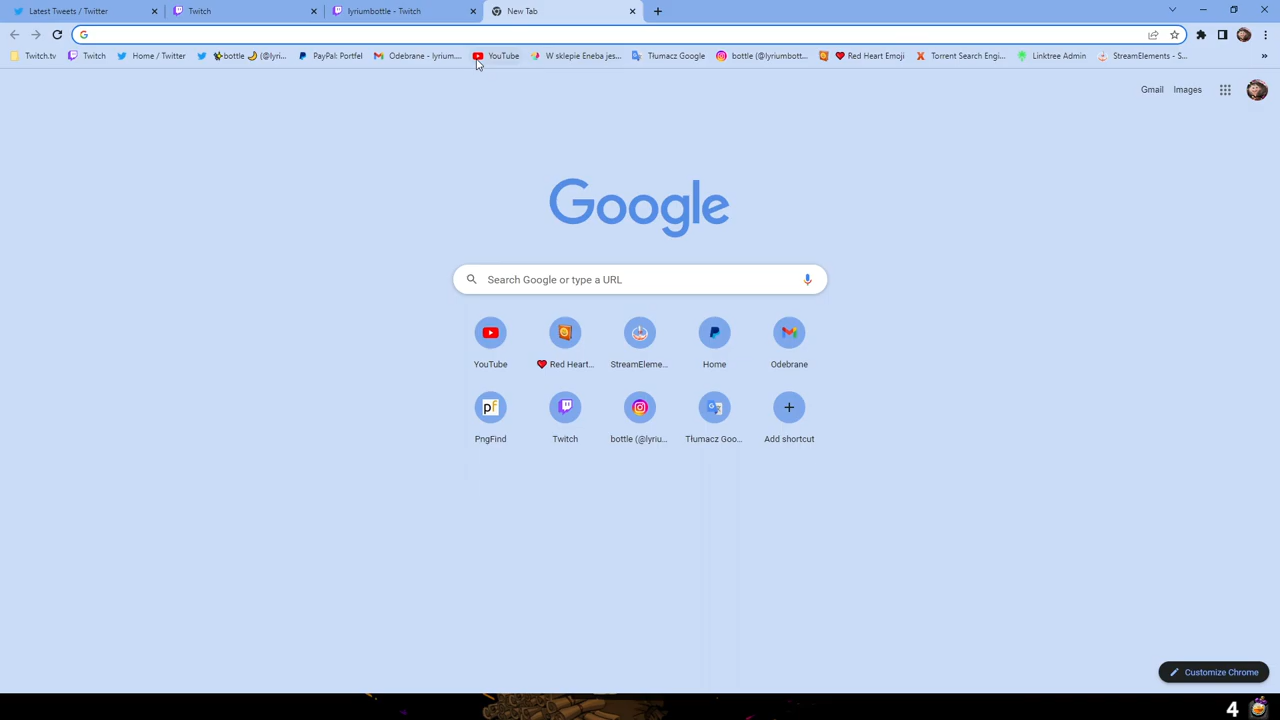 Latest Tweets / Twitter
Twitch
lyriumbottle - Twitch
New Tab
Twitch.tv
Twitch
Home / Twitter
bottle 🌙 (@lyri...
PayPal: Portfel
Odebrane - lyrium....
YouTube
W sklepie Eneba jes...
Tłumacz Google
bottle (@lyriumbott...
❤️ Red Heart Emoji
Torrent Search Engi...
Linktree Admin
StreamElements - S...
»
Gmail
Images
Google
Search Google or type a URL
YouTube
❤️ Red Heart...
StreamEleme...
Home
Odebrane
PngFind
Twitch
bottle (@lyriu...
Tłumacz Goo...
Add shortcut
Customize Chrome
4